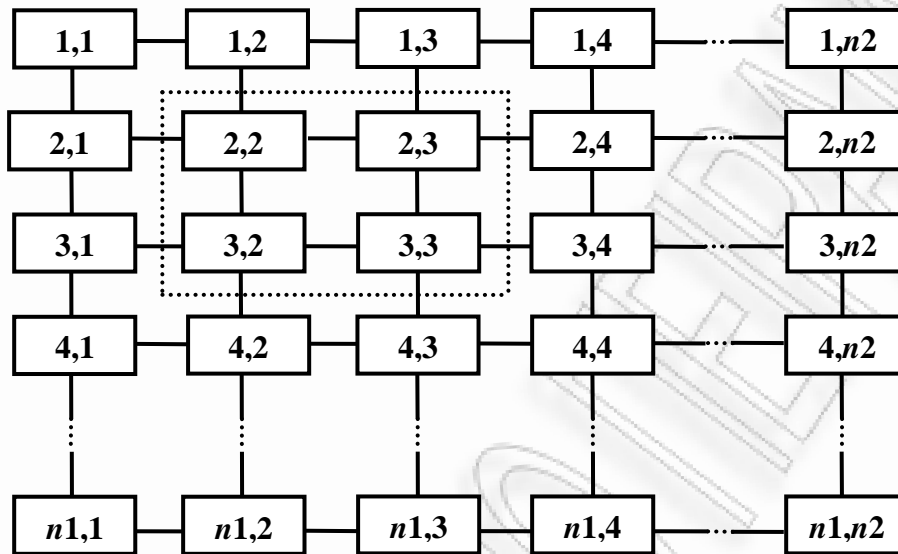 1,1 1,2 1,3 1,4 ... 1,n2
2,1 2,2 2,3 2,4 ... 2,n2
3,1 3,2 3,3 3,4 ... 3,n2
4,1 4,2 4,3 4,4 ... 4,n2
n1,1 n1,2 n1,3 n1,4 ... n1,n2